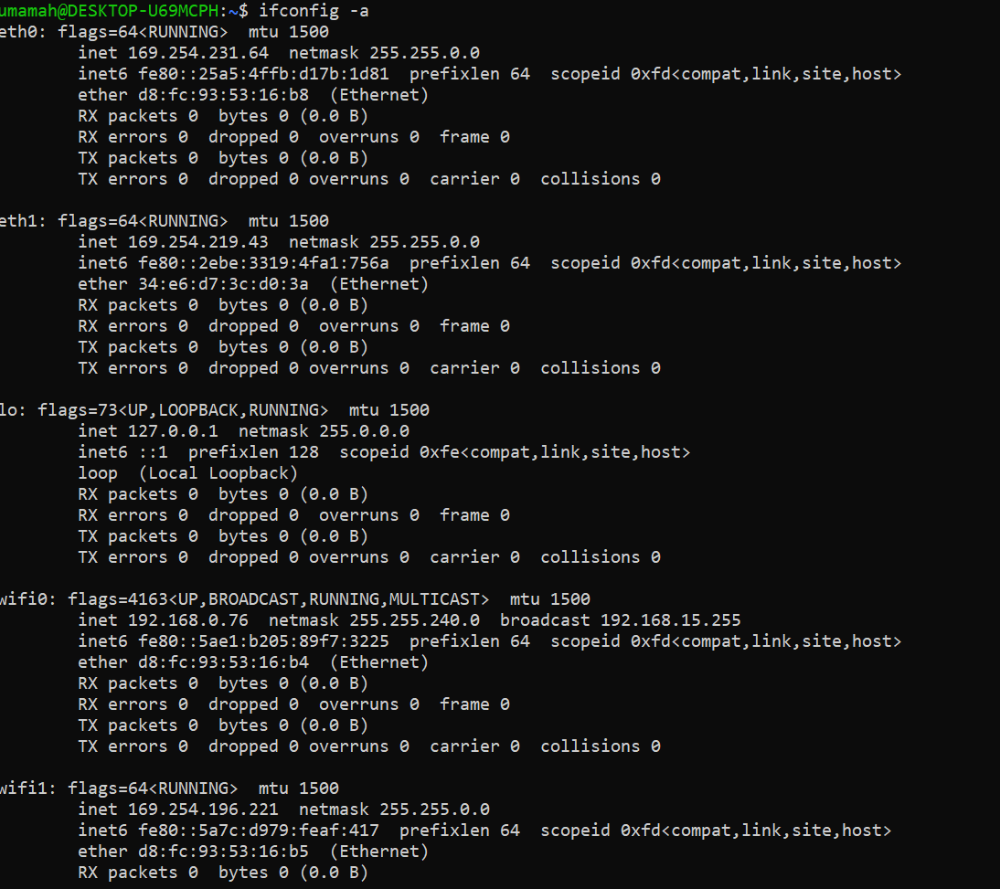 umamah@DESKTOP-U69MCPH:~$ ifconfig -a
eth0: flags=64<RUNNING>  mtu 1500
        inet 169.254.231.64  netmask 255.255.0.0
        inet6 fe80::25a5:4ffb:d17b:1d81  prefixlen 64  scopeid 0xfd<compat,link,site,host>
        ether d8:fc:93:53:16:b8  (Ethernet)
        RX packets 0  bytes 0 (0.0 B)
        RX errors 0  dropped 0  overruns 0  frame 0
        TX packets 0  bytes 0 (0.0 B)
        TX errors 0  dropped 0 overruns 0  carrier 0  collisions 0

eth1: flags=64<RUNNING>  mtu 1500
        inet 169.254.219.43  netmask 255.255.0.0
        inet6 fe80::2ebe:3319:4fa1:756a  prefixlen 64  scopeid 0xfd<compat,link,site,host>
        ether 34:e6:d7:3c:d0:3a  (Ethernet)
        RX packets 0  bytes 0 (0.0 B)
        RX errors 0  dropped 0  overruns 0  frame 0
        TX packets 0  bytes 0 (0.0 B)
        TX errors 0  dropped 0 overruns 0  carrier 0  collisions 0

lo: flags=73<UP,LOOPBACK,RUNNING>  mtu 1500
        inet 127.0.0.1  netmask 255.0.0.0
        inet6 ::1  prefixlen 128  scopeid 0xfe<compat,link,site,host>
        loop  (Local Loopback)
        RX packets 0  bytes 0 (0.0 B)
        RX errors 0  dropped 0  overruns 0  frame 0
        TX packets 0  bytes 0 (0.0 B)
        TX errors 0  dropped 0 overruns 0  carrier 0  collisions 0

wifi0: flags=4163<UP,BROADCAST,RUNNING,MULTICAST>  mtu 1500
        inet 192.168.0.76  netmask 255.255.240.0  broadcast 192.168.15.255
        inet6 fe80::5ae1:b205:89f7:3225  prefixlen 64  scopeid 0xfd<compat,link,site,host>
        ether d8:fc:93:53:16:b4  (Ethernet)
        RX packets 0  bytes 0 (0.0 B)
        RX errors 0  dropped 0  overruns 0  frame 0
        TX packets 0  bytes 0 (0.0 B)
        TX errors 0  dropped 0 overruns 0  carrier 0  collisions 0

wifi1: flags=64<RUNNING>  mtu 1500
        inet 169.254.196.221  netmask 255.255.0.0
        inet6 fe80::5a7c:d979:feaf:417  prefixlen 64  scopeid 0xfd<compat,link,site,host>
        ether d8:fc:93:53:16:b5  (Ethernet)
        RX packets 0  bytes 0 (0.0 B)